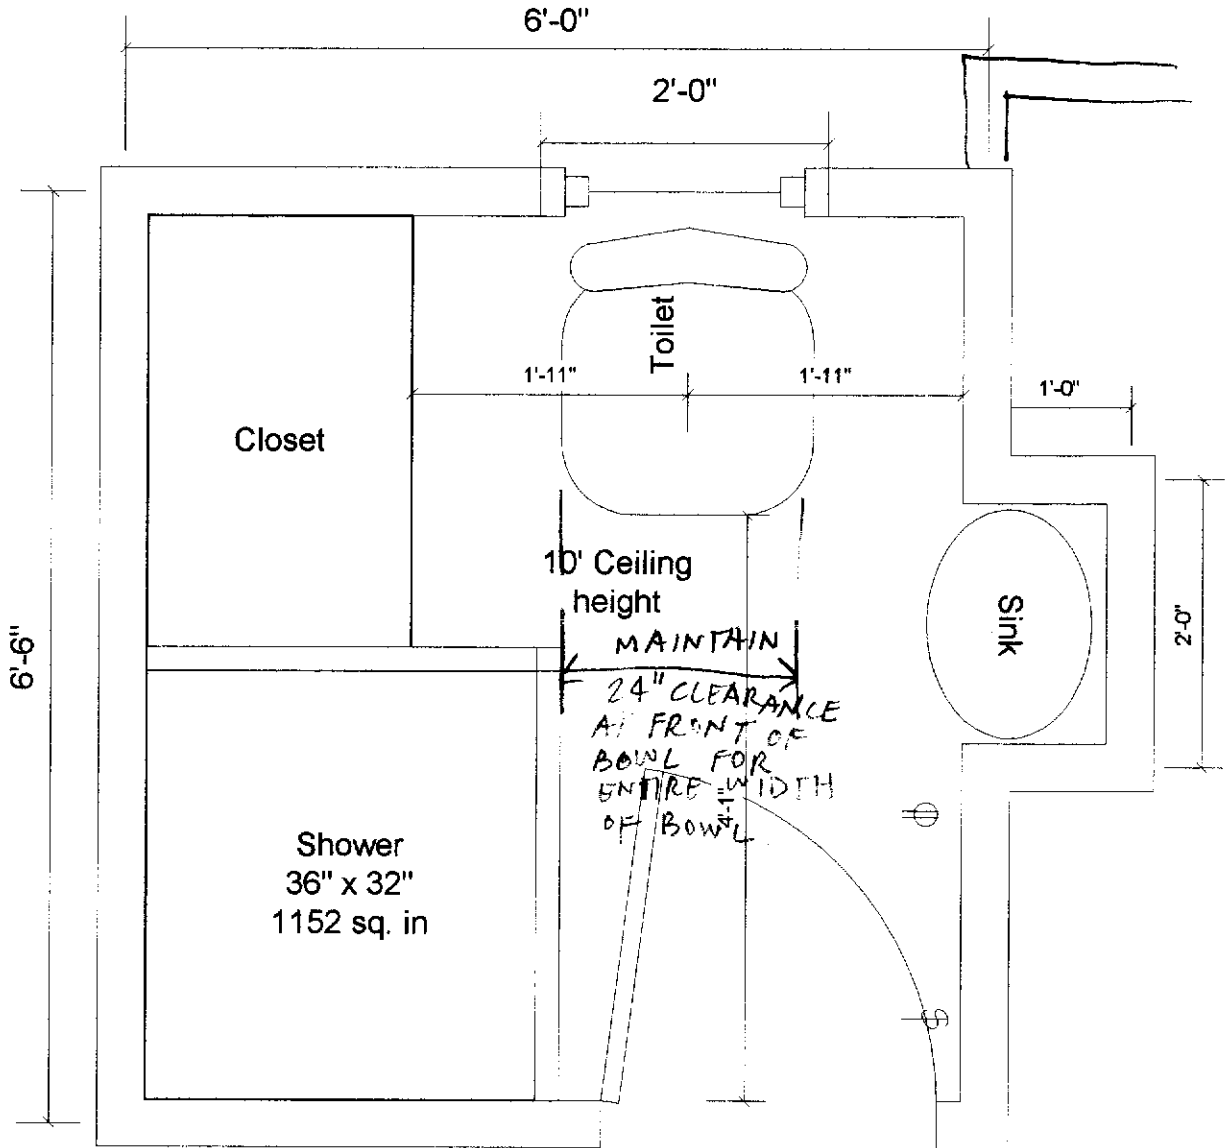 6'-0"
2'-0"
Toilet
1'-11"
1'-11"
1'-0"
Closet
10' Ceiling
height
Sink
2'-0"
6'-6"
MAINTAIN
24" CLEARANCE
AT FRONT OF
BOWL FOR
ENTIRE WIDTH
OF BOWL
4'-1"
Shower
36" x 32"
1152 sq. in
S